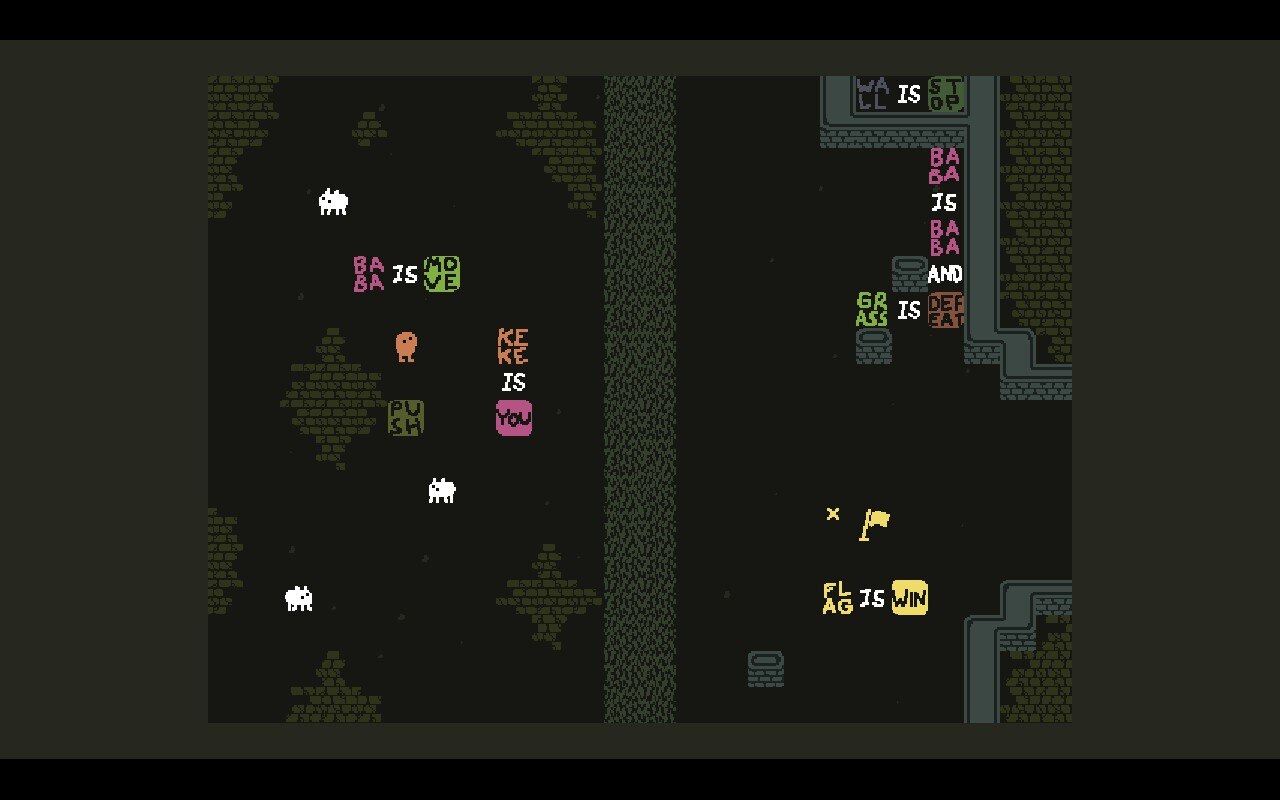 WALL IS STOP
BABA
IS
BABA
BABA IS MOVE
AND
GRASS IS DEFEAT
KEKE
IS
PUSH
YOU
FLAG IS WIN